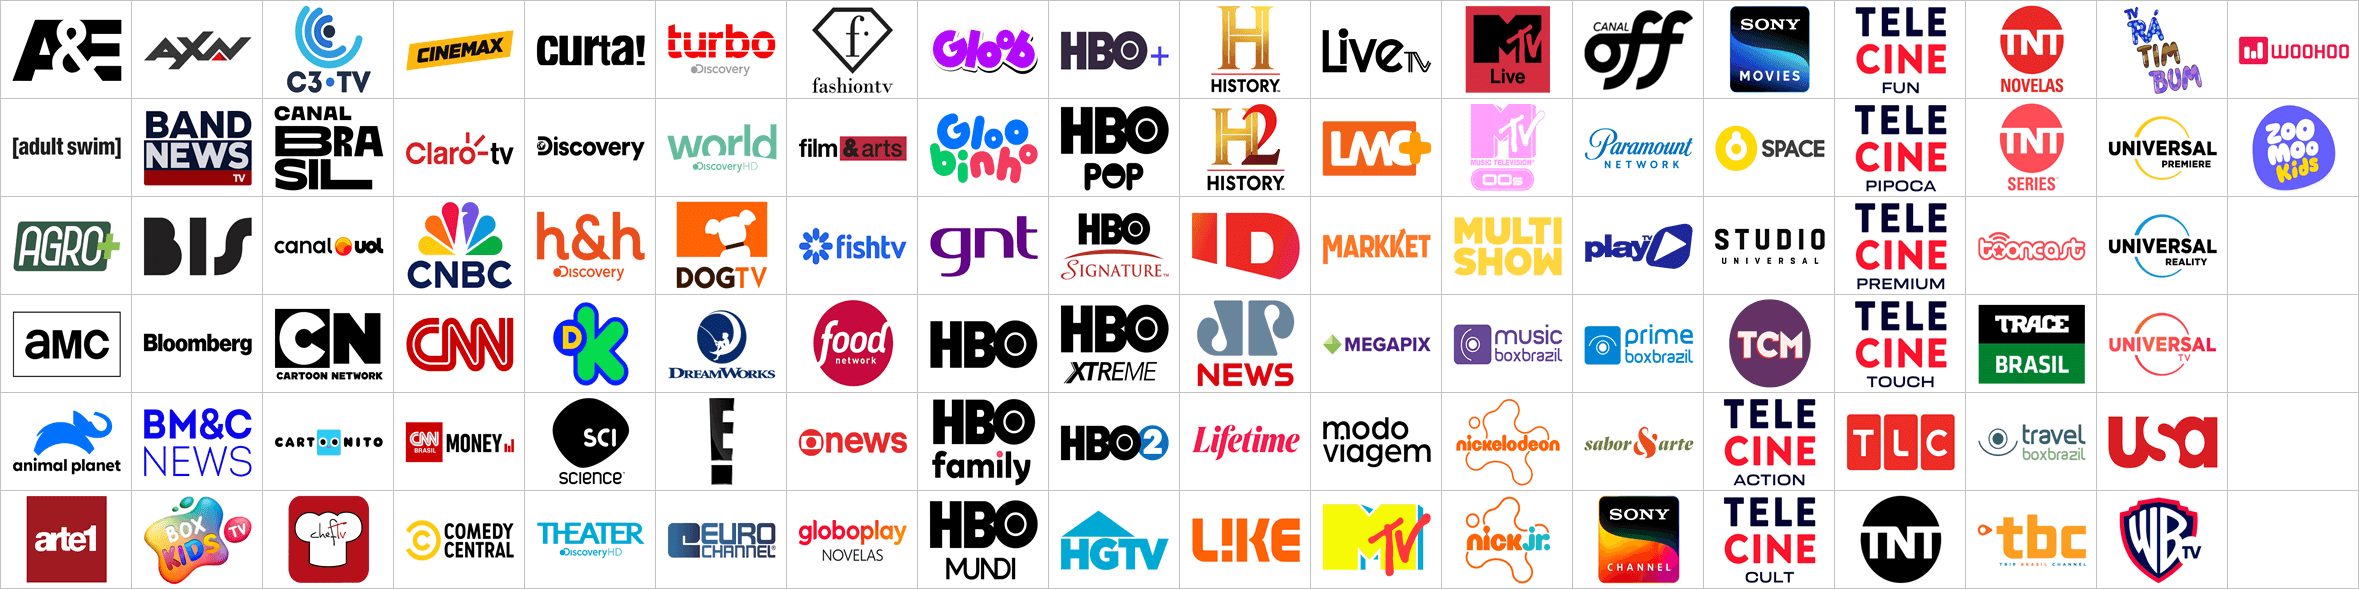 A&E
AXN
C3•TV
CINEMAX
curta!
turbo
Discovery
f.
fashiontv
Gloob
HBO+
H
HISTORY
LiveTV
MTV
Live
CANAL
off
SONY
MOVIES
TELE
CINE
FUN
TNT
NOVELAS
TV
RÁ
TIM
BUM
WOOHOO
[adult swim]
BAND
NEWS
TV
CANAL
BRA
SIL
Claro-tv
Discovery
world
DiscoveryHD
film&arts
Gloo
binho
HBO
POP
H2
HISTORY
LMC+
MTV
MUSIC TELEVISION
00s
Paramount
NETWORK
SPACE
TELE
CINE
PIPOCA
TNT
SERIES
UNIVERSAL
PREMIERE
ZOO
MOO
Kids
AGRO+
BIS
canal uol
CNBC
h&h
Discovery
DOGTV
fishtv
gnt
HBO
SIGNATURE
ID
MARKKET
MULTI
SHOW
playTV
STUDIO
UNIVERSAL
TELE
CINE
PREMIUM
tooncast
UNIVERSAL
REALITY
aMC
Bloomberg
CN
CARTOON NETWORK
CNN
DK
DREAMWORKS
food
network
HBO
HBO
XTREME
JP
NEWS
MEGAPIX
music
boxbrazil
prime
boxbrazil
TCM
TELE
CINE
TOUCH
TRACE
BRASIL
UNIVERSAL
TV
animal planet
BM&C
NEWS
CARTOONITO
CNN
BRASIL
MONEY
SCI
SCIENCE
E!
news
HBO
family
HBO2
Lifetime
modo
viagem
nickelodeon
sabor&arte
TELE
CINE
ACTION
TLC
travel
boxbrazil
usa
arte1
BOX
KIDS
TV
chefTV
COMEDY
CENTRAL
THEATER
DiscoveryHD
EURO
CHANNEL
globoplay
NOVELAS
HBO
MUNDI
HGTV
L!KE
MTV
nick jr.
SONY
CHANNEL
TELE
CINE
CULT
TNT
tbc
TRIP BRASIL CHANNEL
WB TV